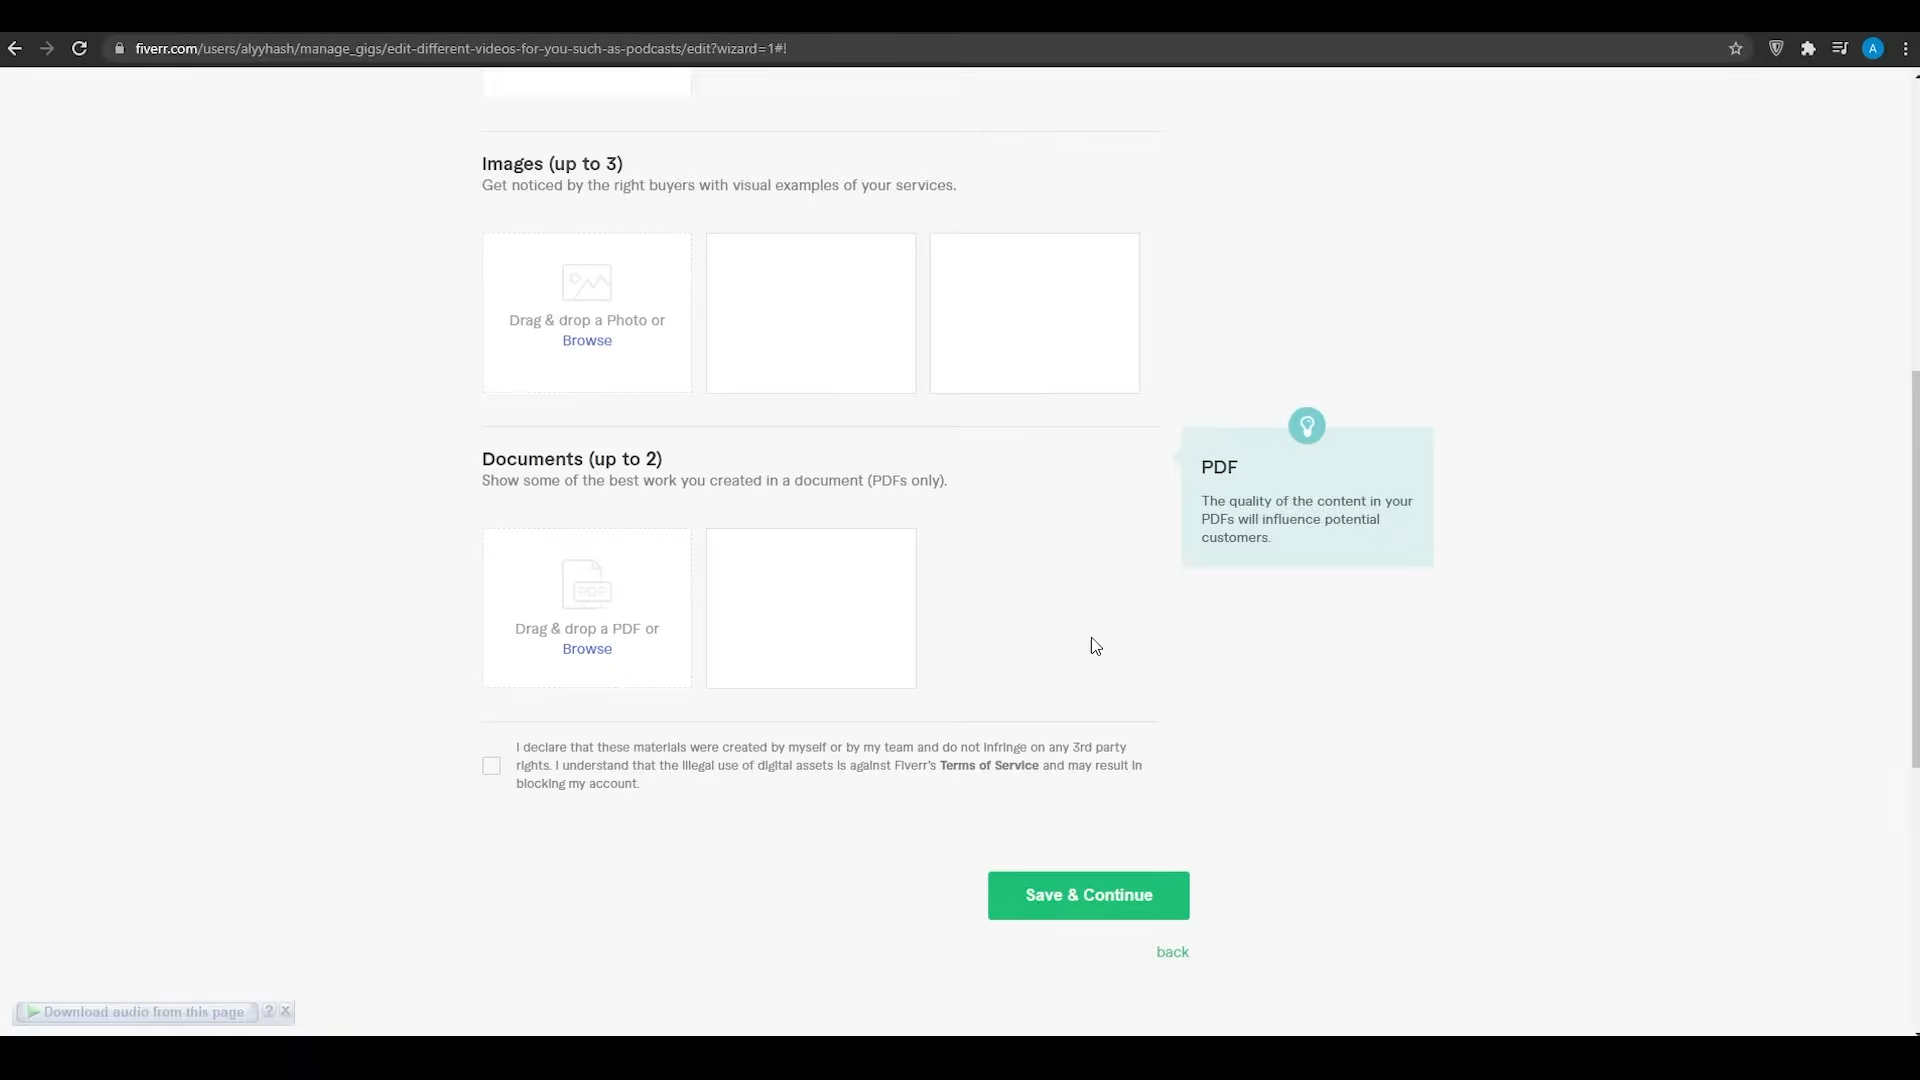 fiverr.com/users/alyyhash/manage_gigs/edit-different-videos-for-you-such-as-podcasts/edit?wizard=1#!
A
Images (up to 3)
Get noticed by the right buyers with visual examples of your services.
Drag & drop a Photo or
Browse
Documents (up to 2)
Show some of the best work you created in a document (PDFs only).
PDF
The quality of the content in your
PDFs will influence potential
customers.
PDF
Drag & drop a PDF or
Browse
I declare that these materials were created by myself or by my team and do not infringe on any 3rd party
rights. I understand that the illegal use of digital assets is against Fiverr's Terms of Service and may result in
blocking my account.
Save & Continue
back
Download audio from this page ? X